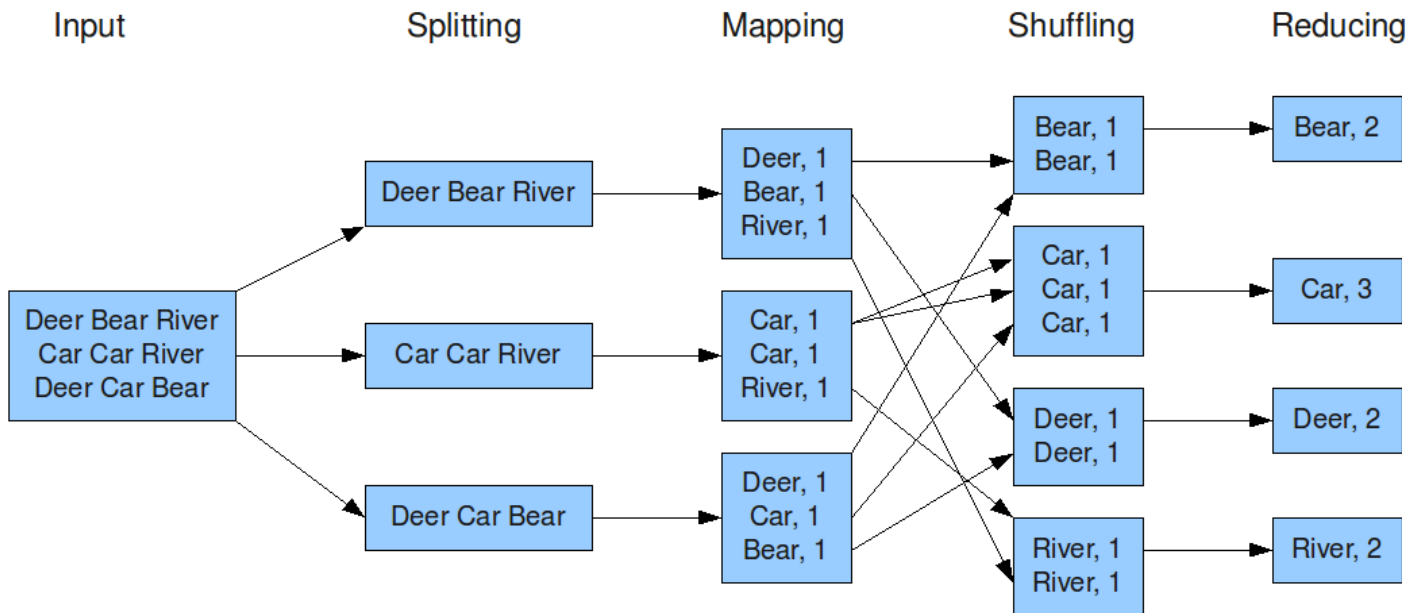 Input
Splitting
Mapping
Shuffling
Reducing
Deer Bear River
Car Car River
Deer Car Bear
Deer Bear River
Car Car River
Deer Car Bear
Deer, 1
Bear, 1
River, 1
Car, 1
Car, 1
River, 1
Deer, 1
Car, 1
Bear, 1
Bear, 1
Bear, 1
Car, 1
Car, 1
Car, 1
Deer, 1
Deer, 1
River, 1
River, 1
Bear, 2
Car, 3
Deer, 2
River, 2